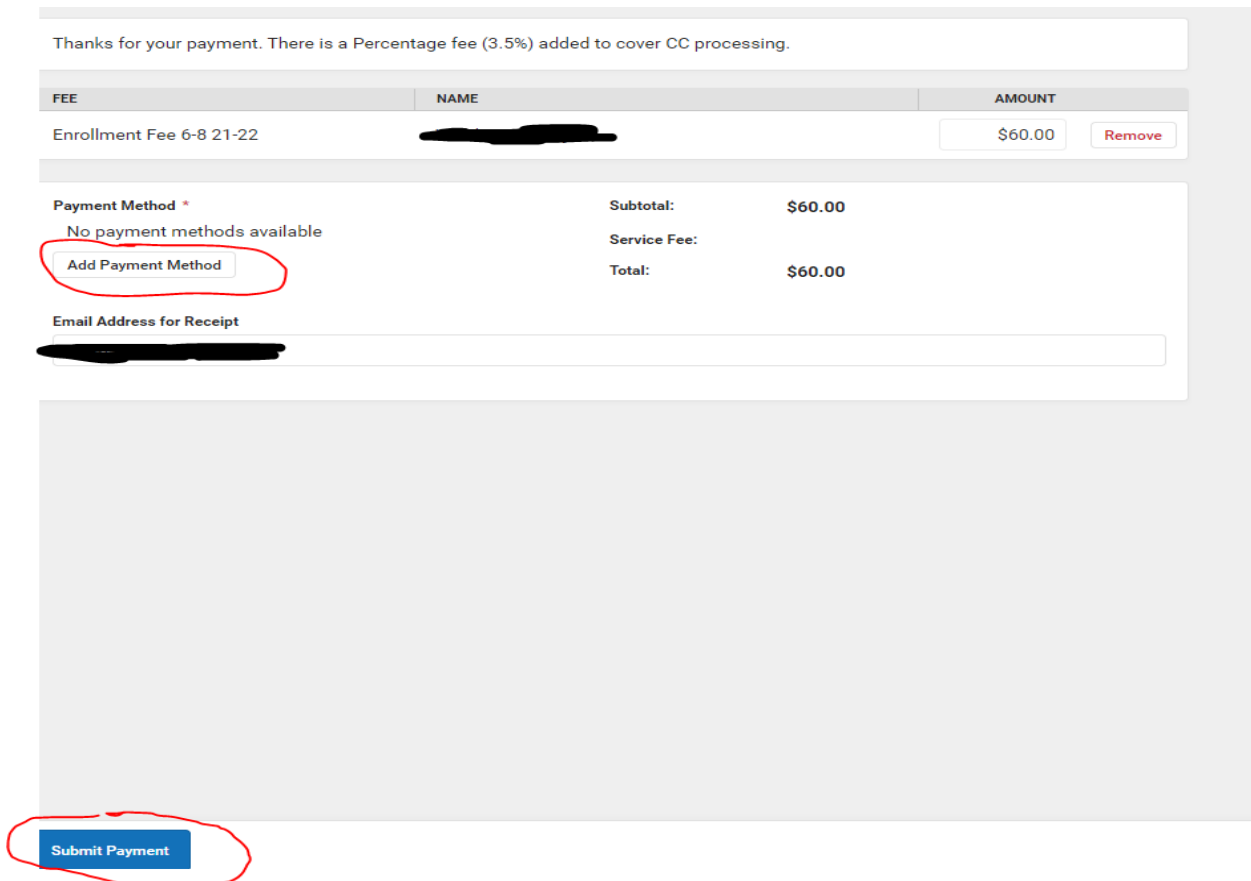 Thanks for your payment. There is a Percentage fee (3.5%) added to cover CC processing.
FEE NAME AMOUNT
Enrollment Fee 6-8 21-22 $60.00 Remove
Payment Method *
No payment methods available
Add Payment Method
Subtotal: $60.00
Service Fee:
Total: $60.00
Email Address for Receipt
Submit Payment